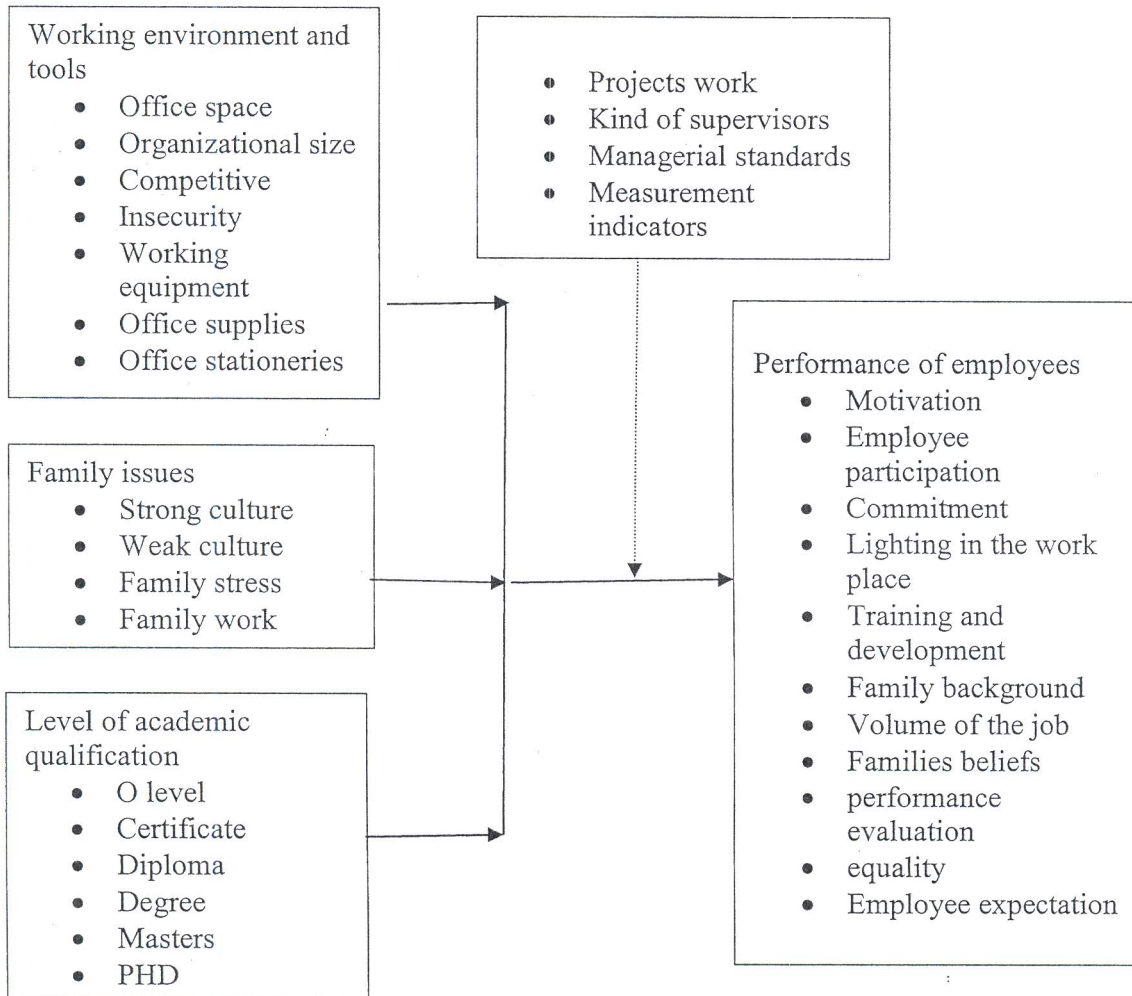 Working environment and
tools
• Office space
• Organizational size
• Competitive
• Insecurity
• Working
equipment
• Office supplies
• Office stationeries
• Projects work
• Kind of supervisors
• Managerial standards
• Measurement
indicators
Family issues
• Strong culture
• Weak culture
• Family stress
• Family work
Level of academic
qualification
• O level
• Certificate
• Diploma
• Degree
• Masters
• PHD
Performance of employees
• Motivation
• Employee
participation
• Commitment
• Lighting in the work
place
• Training and
development
• Family background
• Volume of the job
• Families beliefs
• performance
evaluation
• equality
• Employee expectation